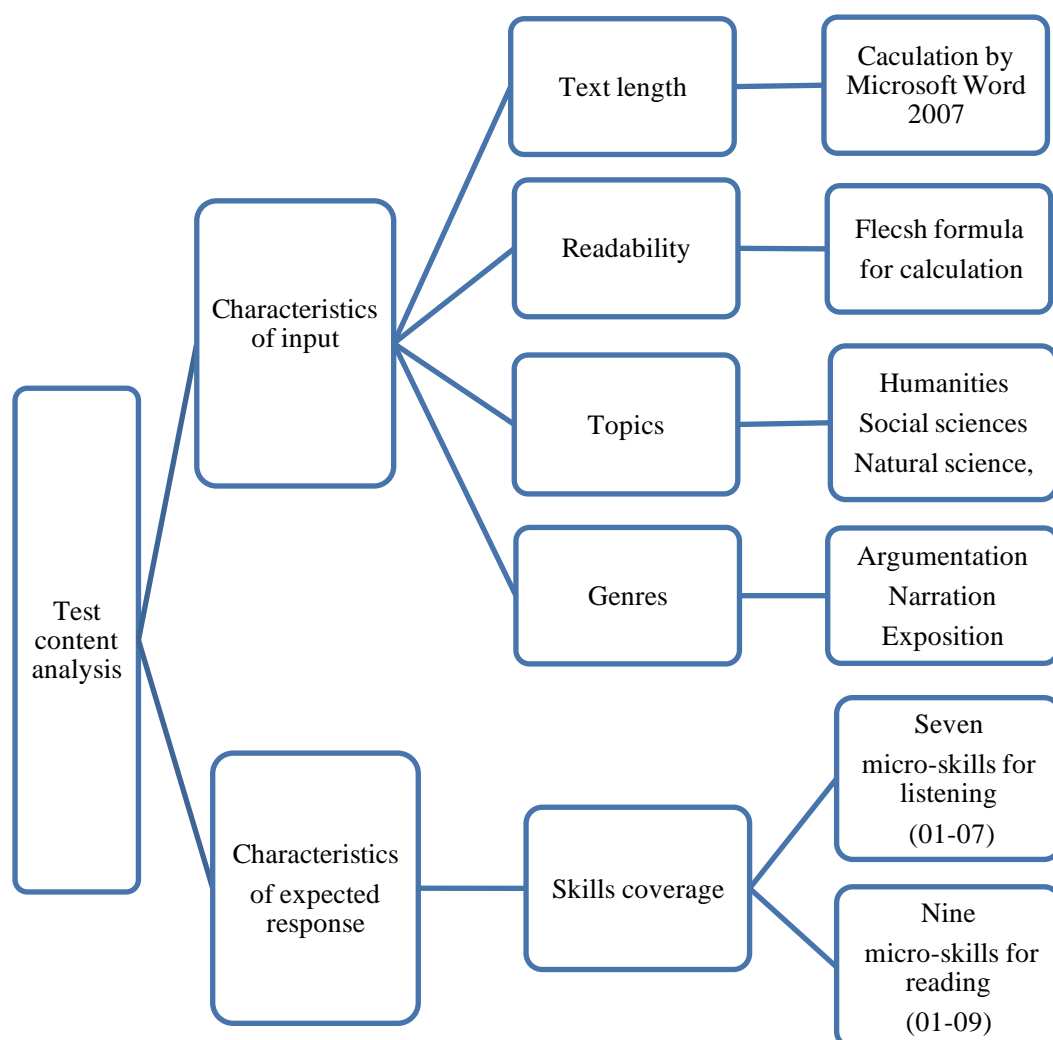 Test
content
analysis
Characteristics
of input
Text length
Caculation by
Microsoft Word
2007
Readability
Flecsh formula
for calculation
Topics
Humanities
Social sciences
Natural science,
Genres
Argumentation
Narration
Exposition
Characteristics
of expected
response
Skills coverage
Seven
micro-skills for
listening
(01-07)
Nine
micro-skills for
reading
(01-09)